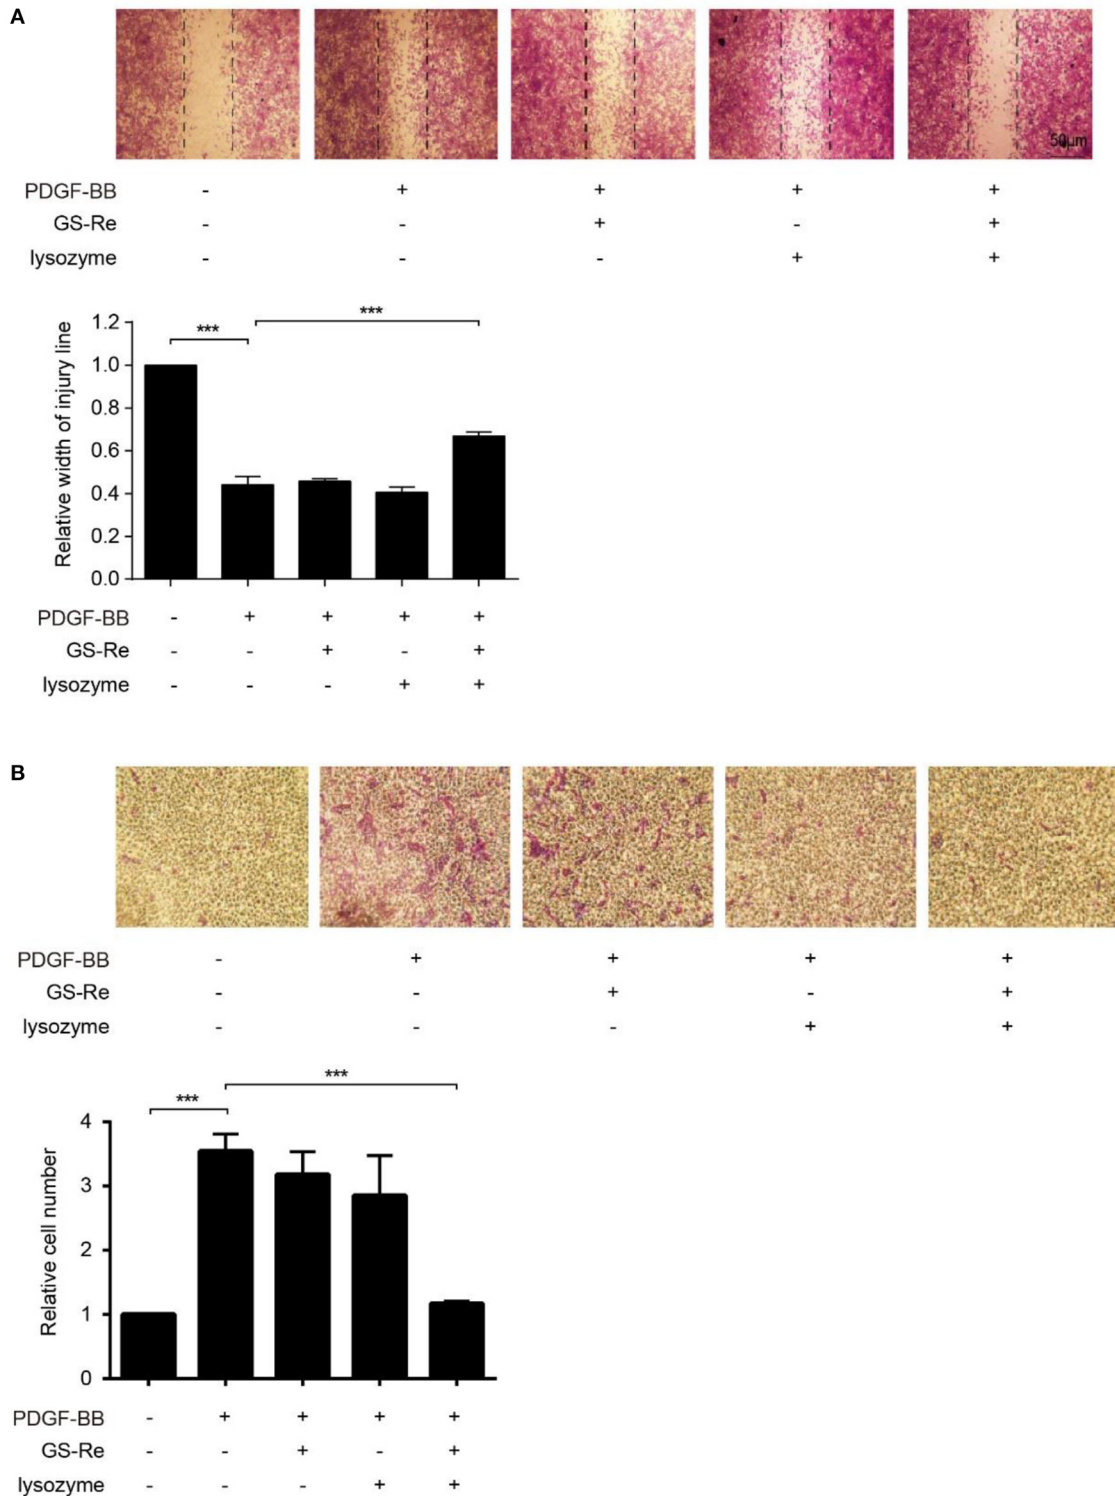 A
50μm
PDGF-BB - + + + +
GS-Re - - + - +
lysozyme - - - + +
*** ***
Relative width of injury line
1.2
1.0
0.8
0.6
0.4
0.2
0.0
PDGF-BB - + + + +
GS-Re - - + - +
lysozyme - - - + +
B
PDGF-BB - + + + +
GS-Re - - + - +
lysozyme - - - + +
*** ***
Relative cell number
4
3
2
1
0
PDGF-BB - + + + +
GS-Re - - + - +
lysozyme - - - + +